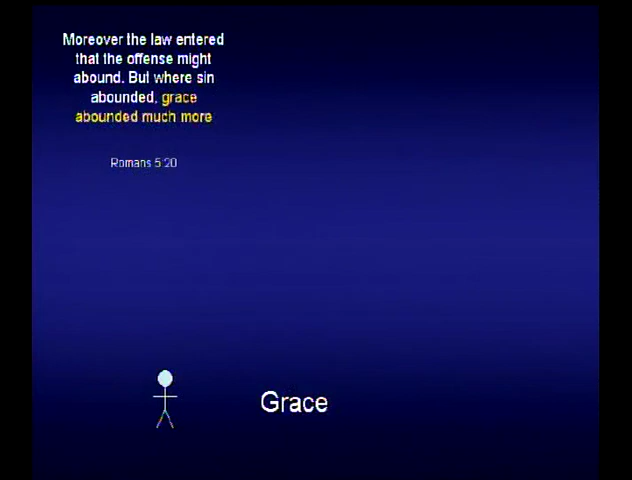 Moreover the law entered
that the offense might
abound. But where sin
abounded, grace
abounded much more
Romans 5:20
Grace